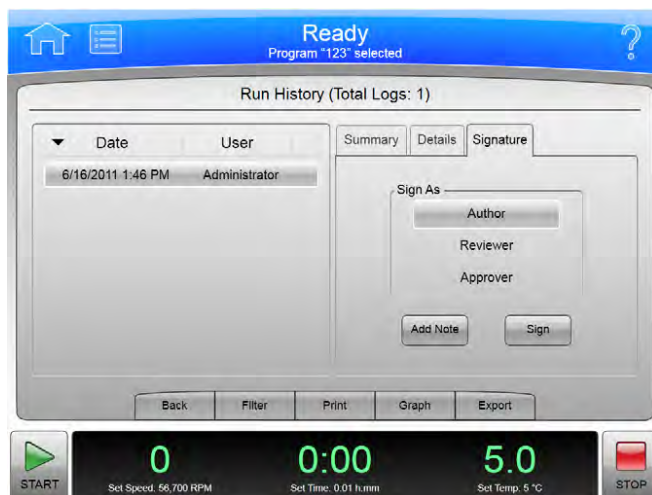 Ready
Program "123" selected
?
Run History (Total Logs: 1)
Date User
6/16/2011 1:46 PM Administrator
Summary Details Signature
Sign As
Author
Reviewer
Approver
Add Note Sign
Back Filter Print Graph Export
START
0 0:00 5.0
Set Speed: 56,700 RPM Set Time: 0.01 h:mm Set Temp: 5 °C
STOP